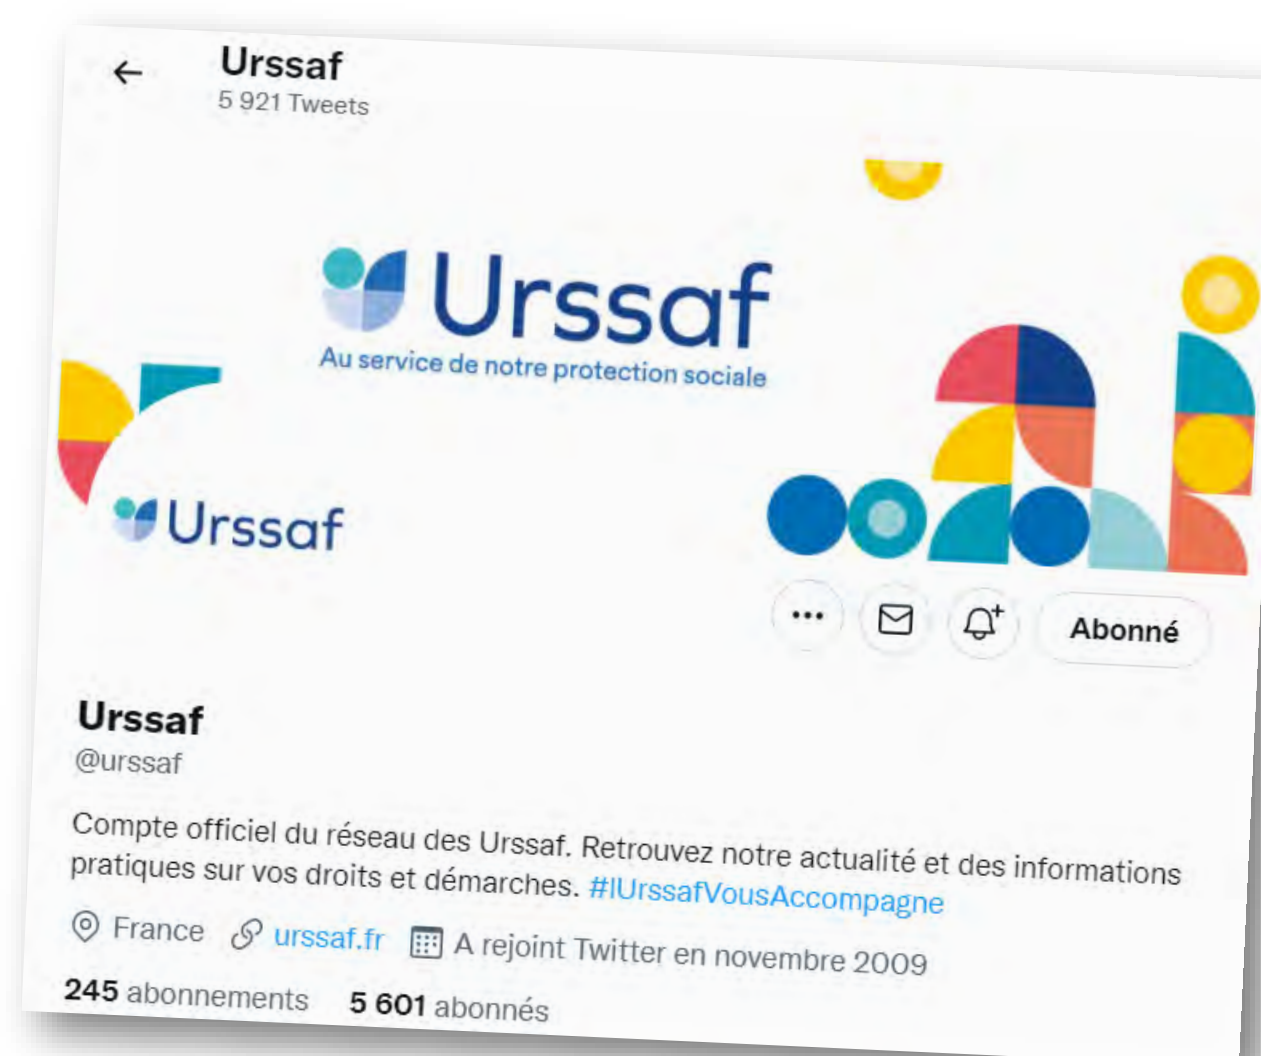 Urssaf
5 921 Tweets
Urssaf
Au service de notre protection sociale
Urssaf
Abonné
Urssaf
@urssaf
Compte officiel du réseau des Urssaf. Retrouvez notre actualité et des informations
pratiques sur vos droits et démarches. #lUrssafVousAccompagne
France urssaf.fr A rejoint Twitter en novembre 2009
245 abonnements 5 601 abonnés